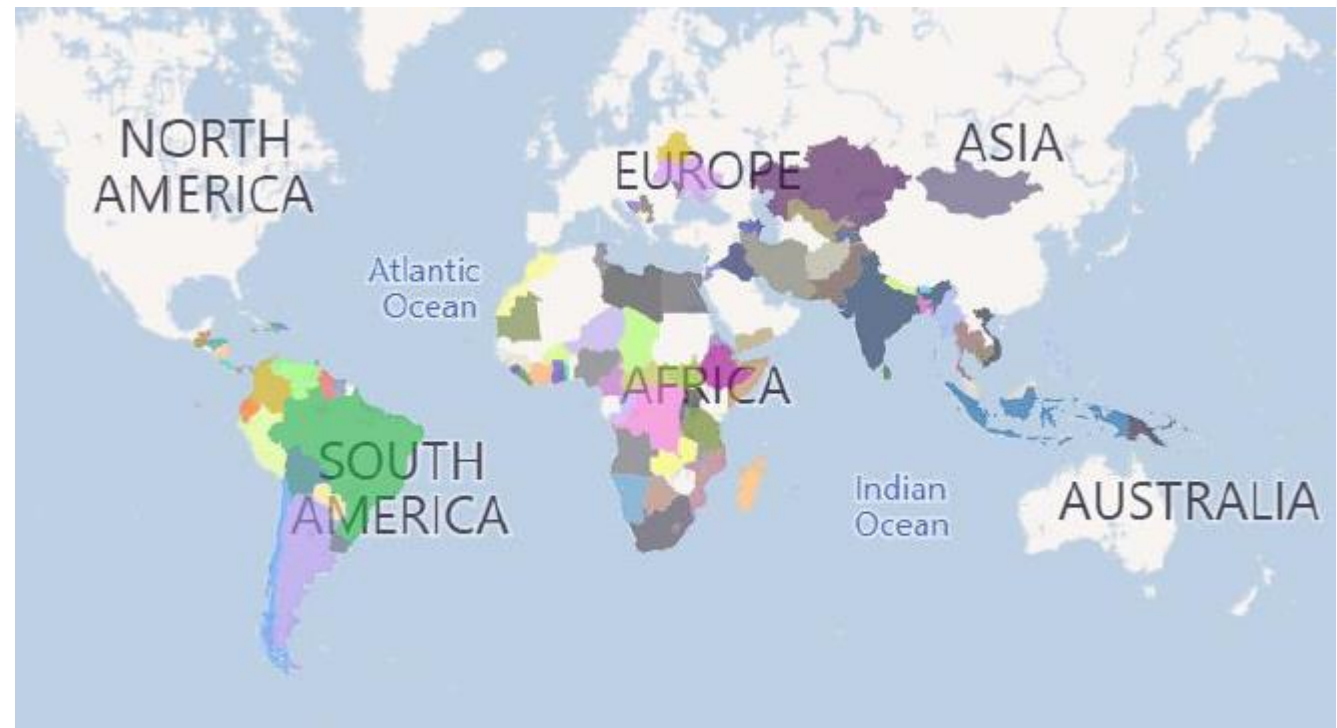 NORTH
AMERICA
EUROPE
ASIA
Atlantic
Ocean
AFRICA
SOUTH
AMERICA
Indian
Ocean
AUSTRALIA